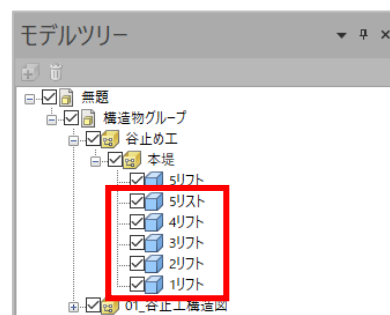 モデルツリー
無題
構造物グループ
谷止め工
本堤
5リフト
5リスト
4リフト
3リフト
2リフト
1リフト
01_谷止工構造図